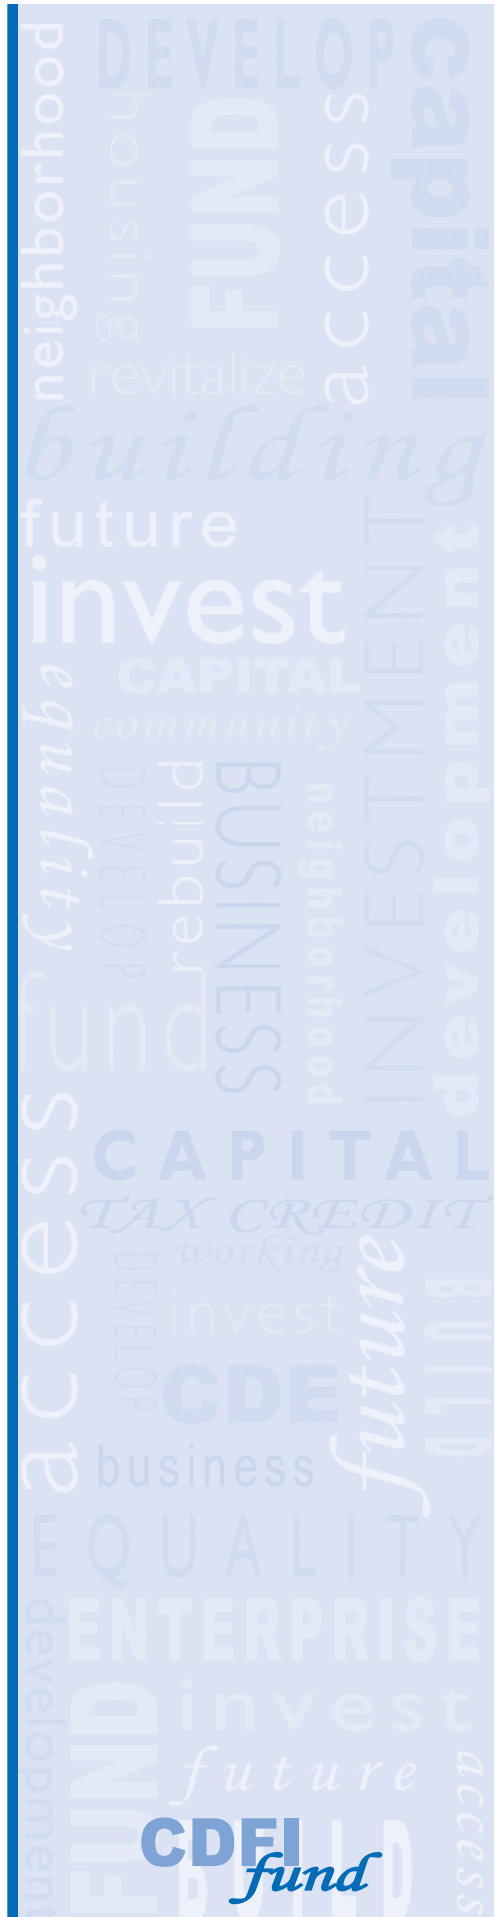 DEVELOP
capital
neighborhood
housing
FUND
access
revitalize
building
future
invest
INVESTMENT
development
CAPITAL
equality
community
DEVELOP
rebuild
BUSINESS
neighborhood
fund
access
CAPITAL
TAX CREDIT
working
future
DEVELOP
invest
BUILD
CDE
business
EQUALITY
development
ENTERPRISE
FUND
invest
future
access
BUILD
CDFI
fund